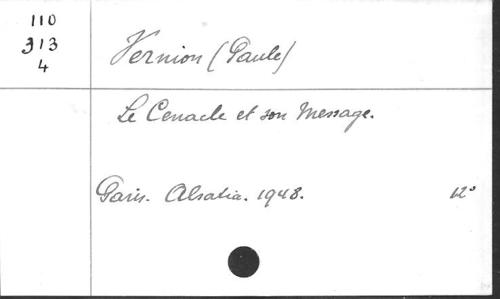 110
313
4
Vernion (Paule)
Le Cenacle et son Message.
Paris. Alsatia. 1948. 12°